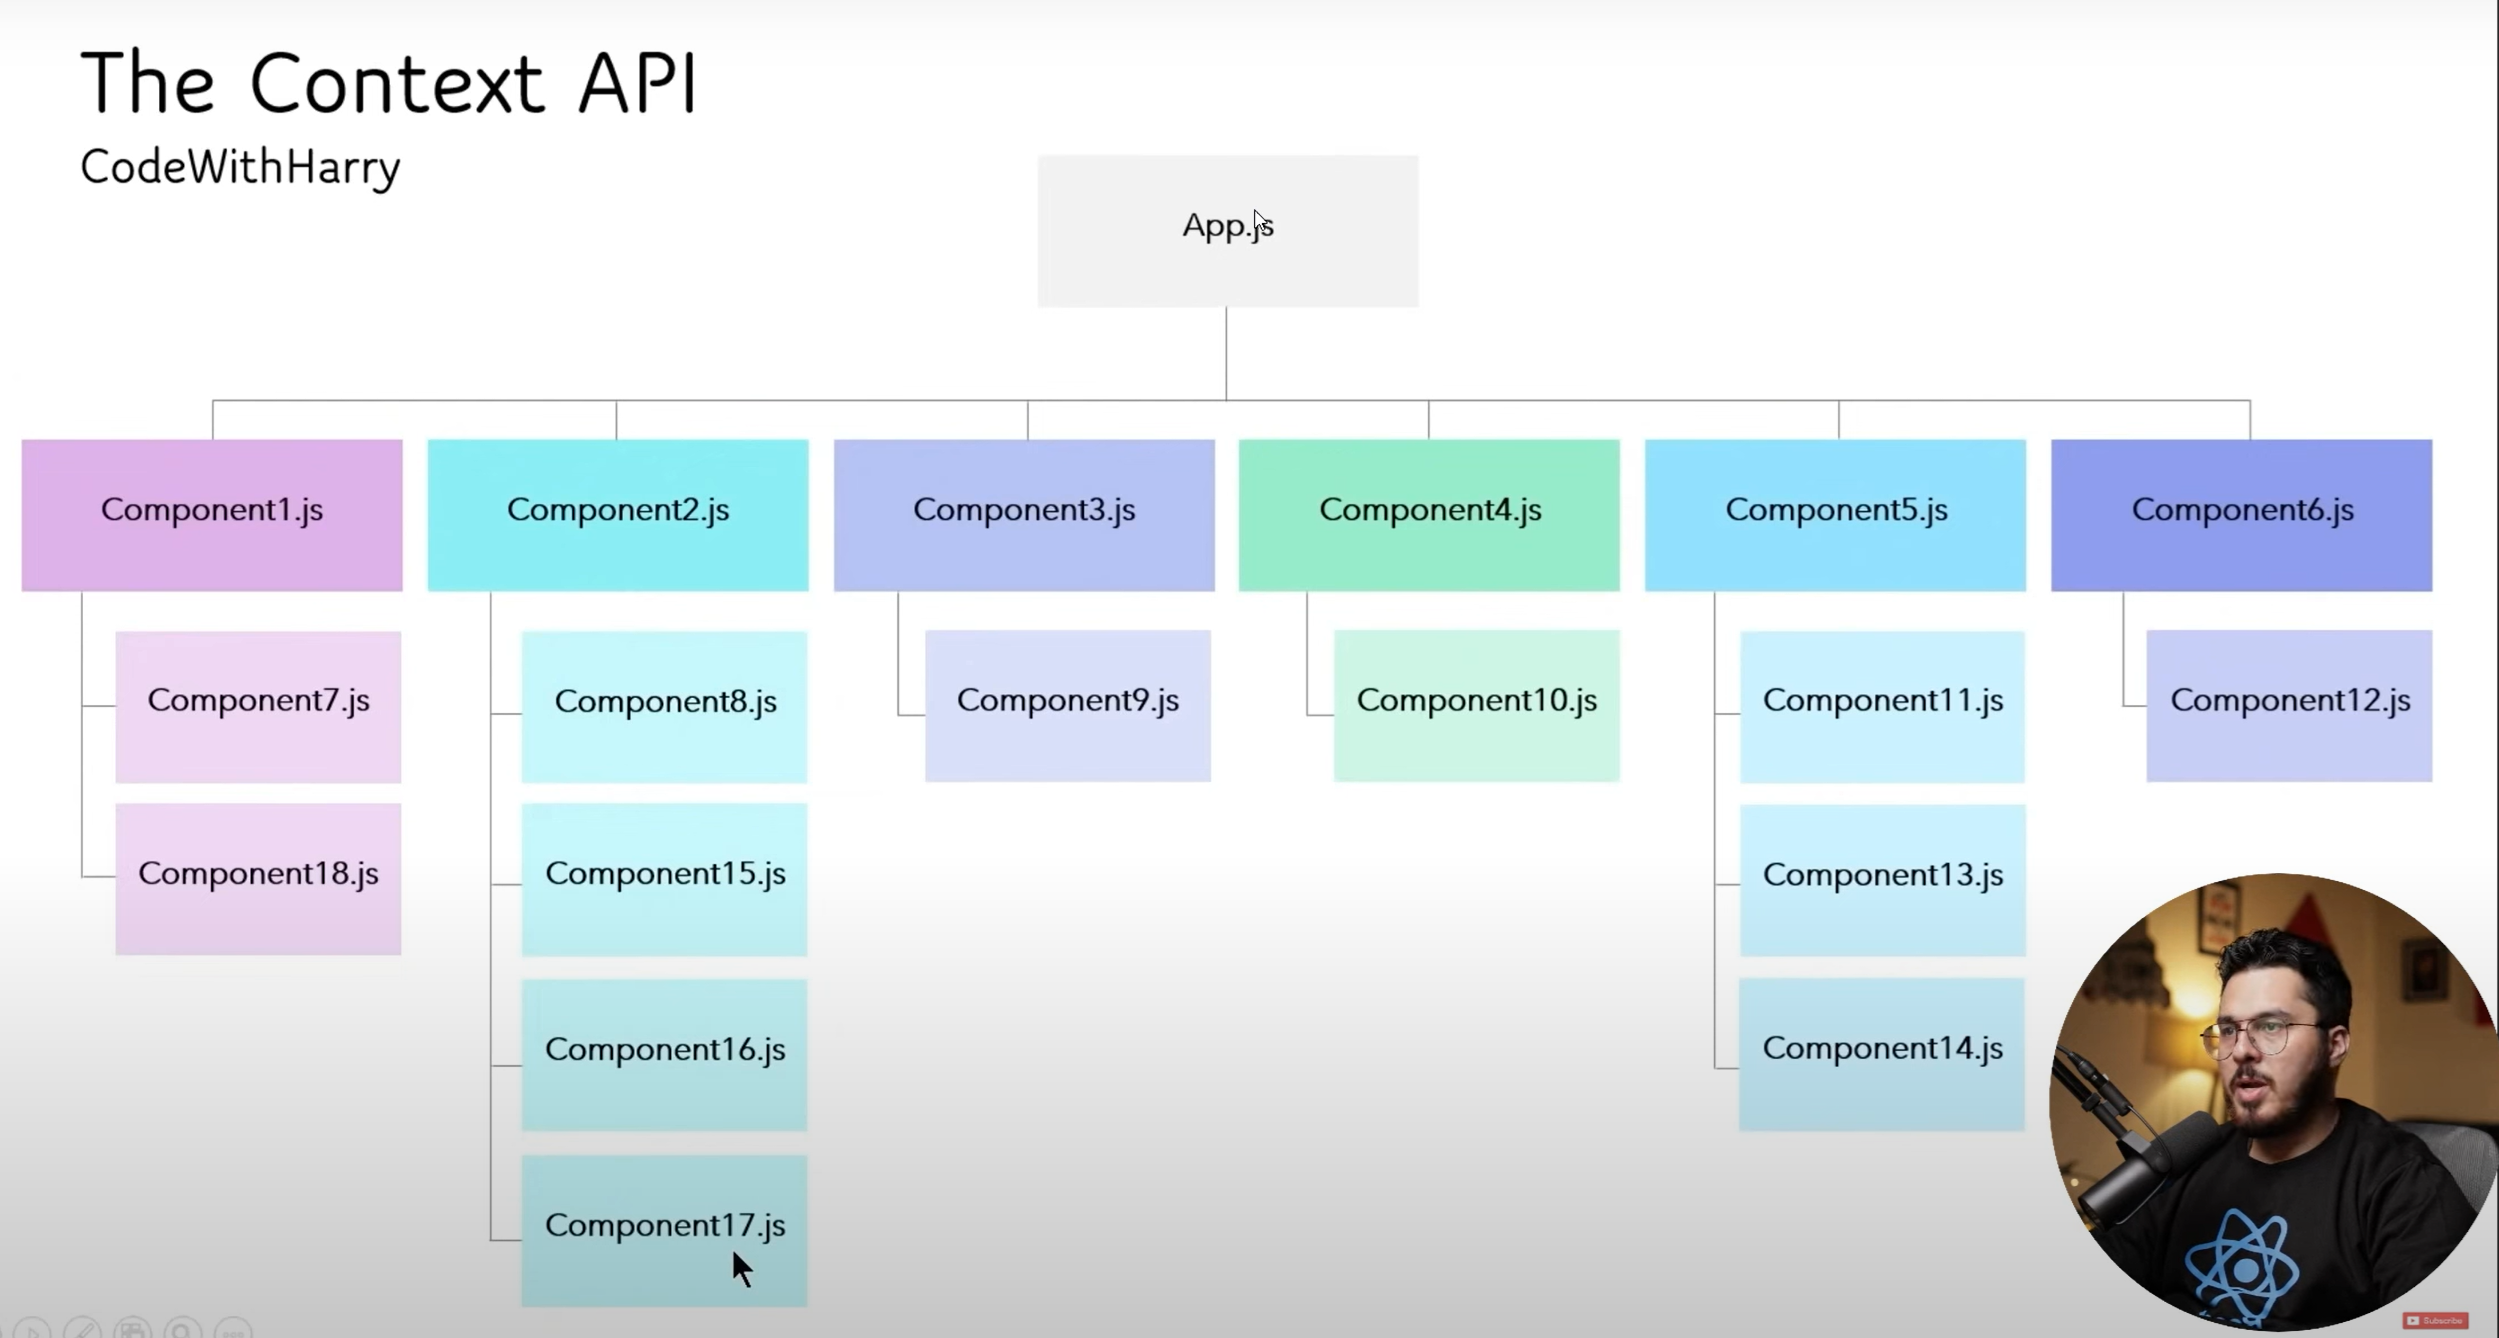 The Context API
CodeWithHarry
App.js
Component1.js
Component2.js
Component3.js
Component4.js
Component5.js
Component6.js
Component7.js
Component8.js
Component9.js
Component10.js
Component11.js
Component12.js
Component18.js
Component15.js
Component13.js
Component16.js
Component14.js
Component17.js
Subscribe